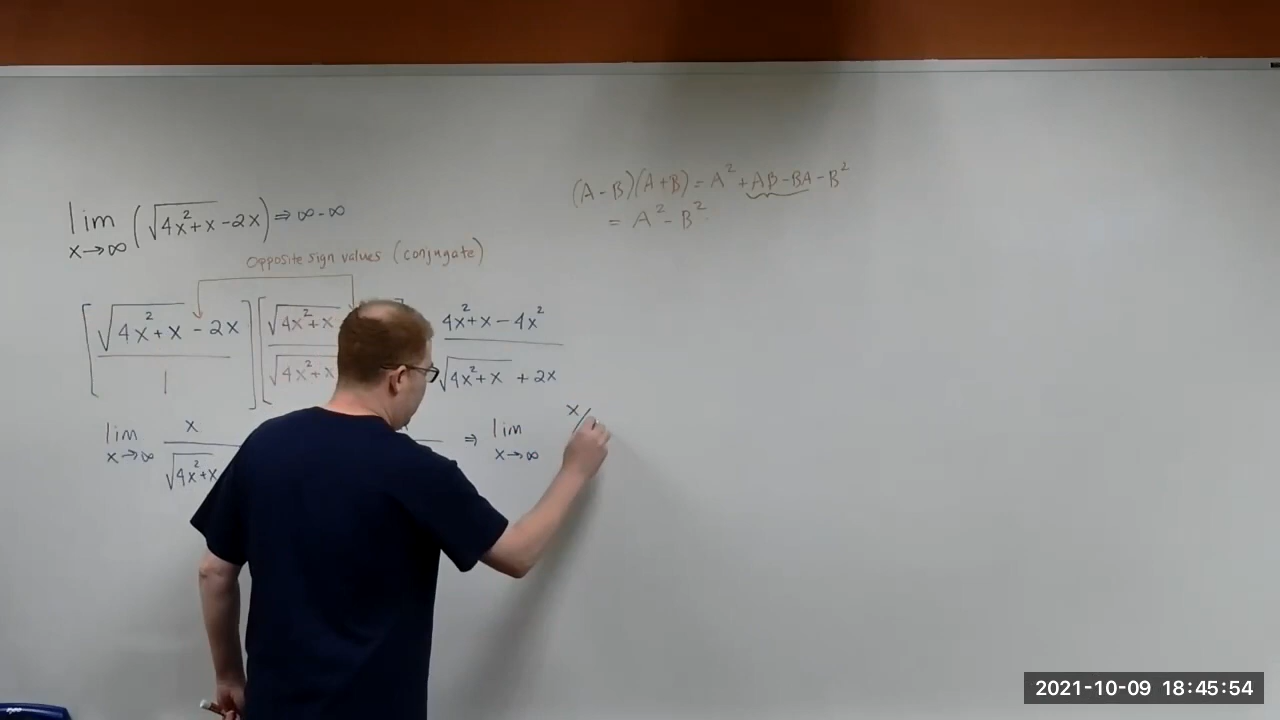 (A-B)(A+B) = A² + AB - BA - B²
= A² - B²
lim x→∞ (√4x²+x - 2x) ⇒ ∞-∞
Opposite sign values (conjugate)
[√4x²+x - 2x / 1] [√4x²+x / √4x²+x 4x²+x-4x² / √4x²+x + 2x
lim x→∞ x / √4x²+x ⇒ lim x→∞ x/
2021-10-09 18:45:54